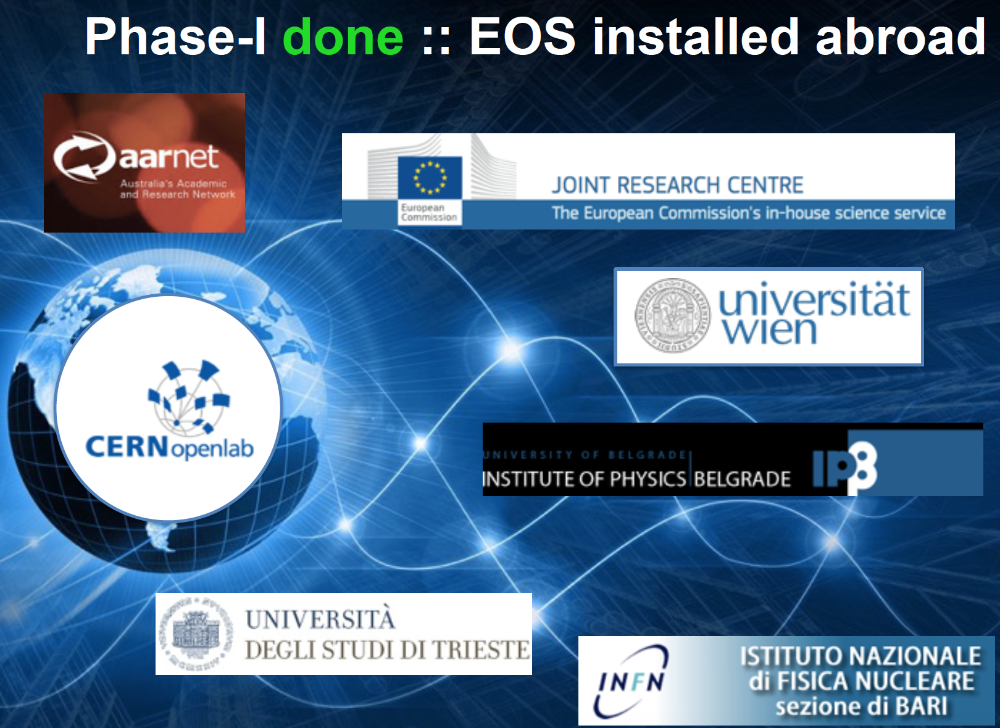 Phase-I done :: EOS installed abroad
aarnet
Australia's Academic
and Research Network
European
Commission
JOINT RESEARCH CENTRE
The European Commission's in-house science service
universität
wien
CERN openlab
UNIVERSITY OF BELGRADE
INSTITUTE OF PHYSICS BELGRADE
UNIVERSITÀ
DEGLI STUDI DI TRIESTE
INFN
ISTITUTO NAZIONALE
di FISICA NUCLEARE
sezione di BARI